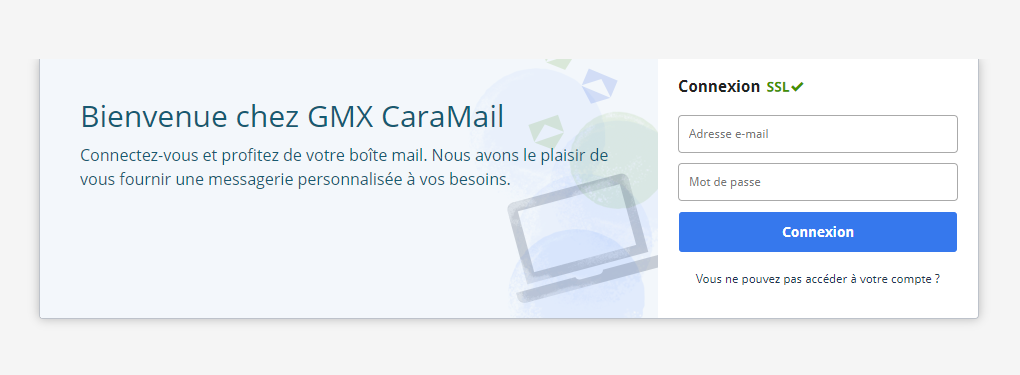 Bienvenue chez GMX CaraMail
Connectez-vous et profitez de votre boîte mail. Nous avons le plaisir de
vous fournir une messagerie personnalisée à vos besoins.
Connexion SSL
Adresse e-mail
Mot de passe
Connexion
Vous ne pouvez pas accéder à votre compte ?